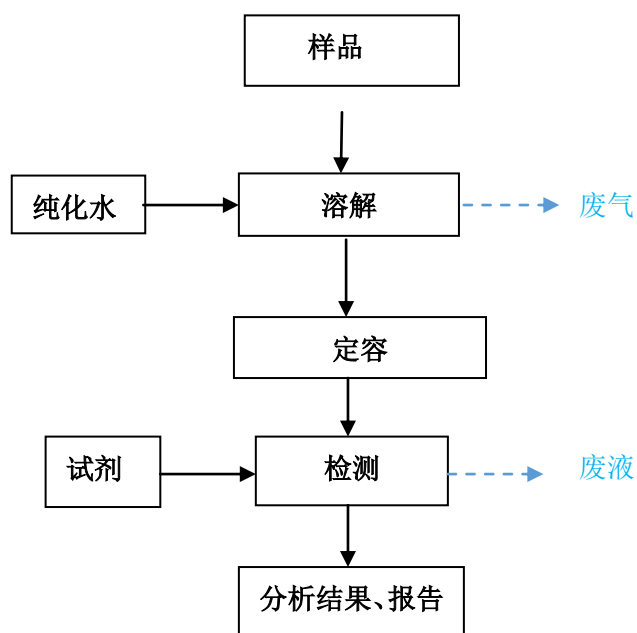 样品
纯化水
溶解
废气
定容
试剂
检测
废液
分析结果、报告